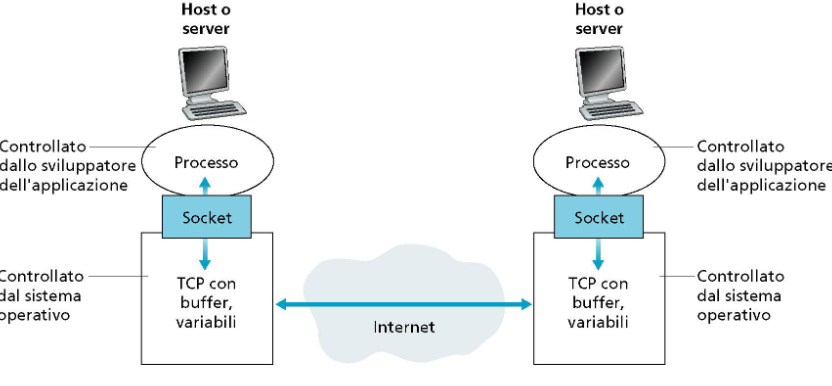 Host o
server
Host o
server
Controllato
dallo sviluppatore
dell'applicazione
Processo
Processo
Controllato
dallo sviluppatore
dell'applicazione
Socket
Socket
Controllato
dal sistema
operativo
TCP con
buffer,
variabili
Internet
TCP con
buffer,
variabili
Controllato
dal sistema
operativo